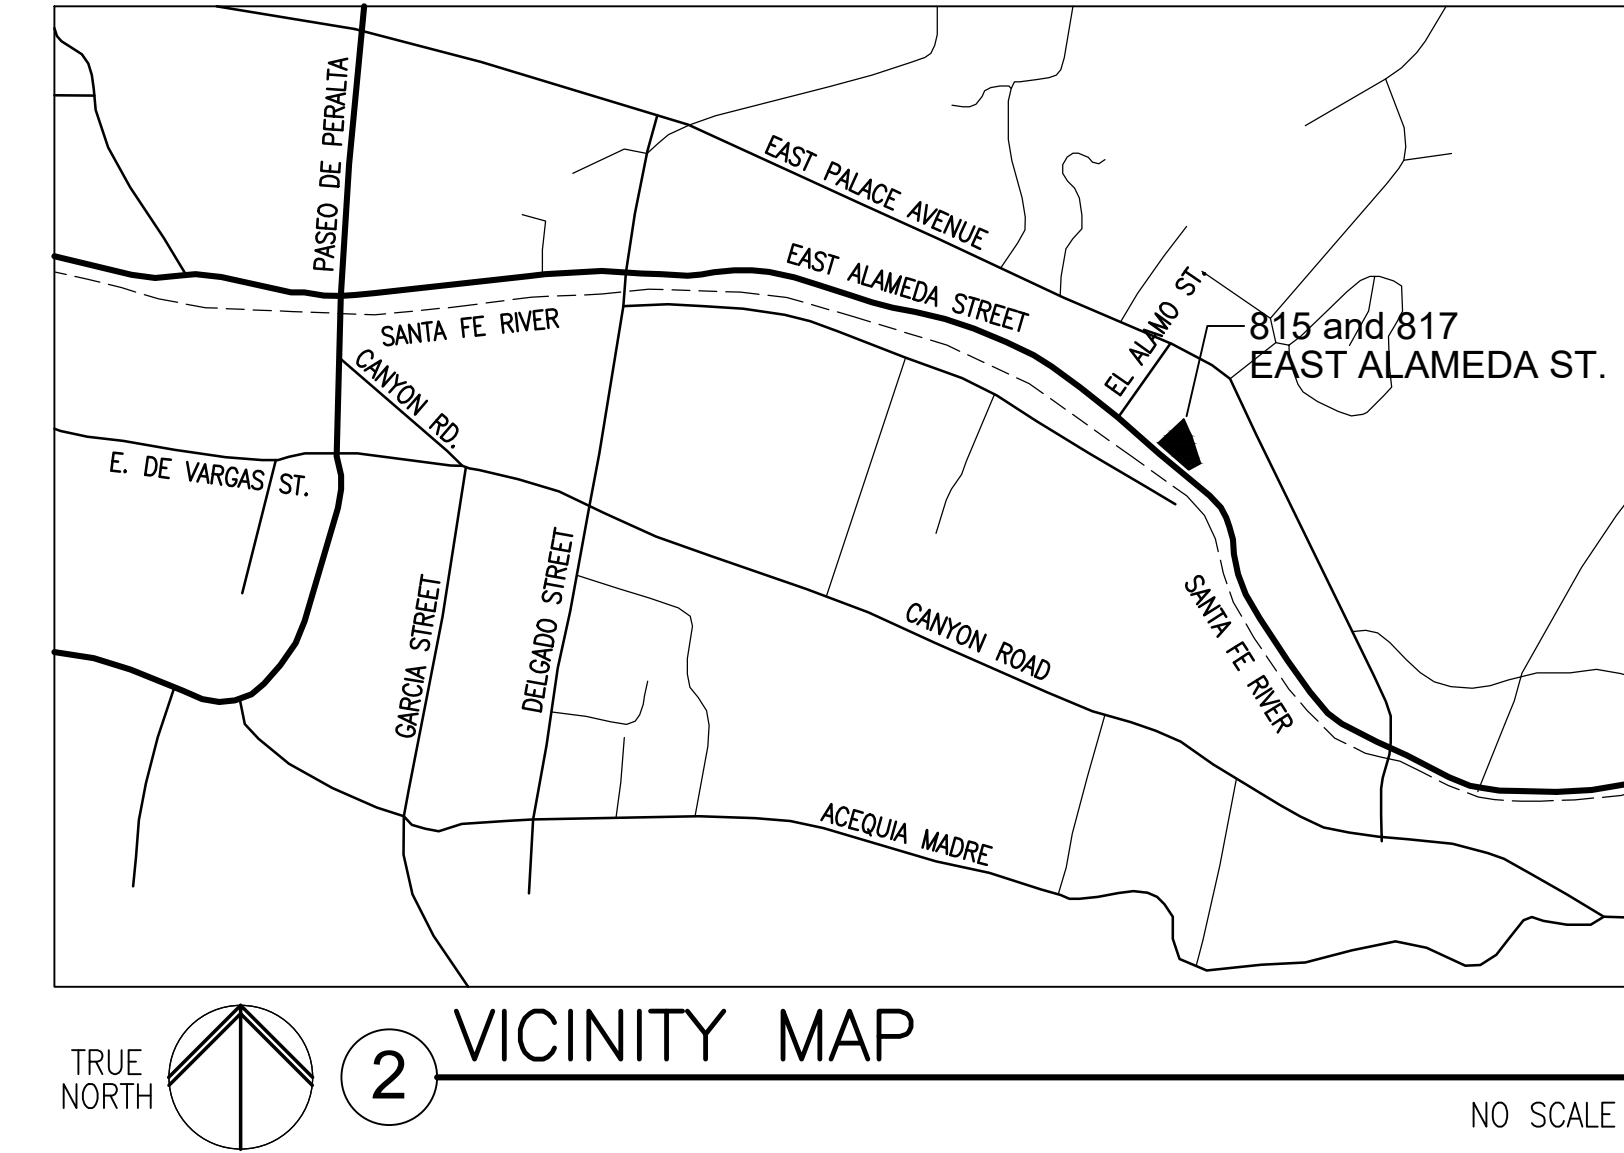 PASEO DE PERALTA
EAST PALACE AVENUE
EAST ALAMEDA STREET
EL ALAMO ST.
815 and 817
EAST ALAMEDA ST.
SANTA FE RIVER
CANYON RD.
E. DE VARGAS ST.
GARCIA STREET
DELGADO STREET
CANYON ROAD
SANTA FE RIVER
ACEQUIA MADRE
TRUE
NORTH
2
VICINITY MAP
NO SCALE